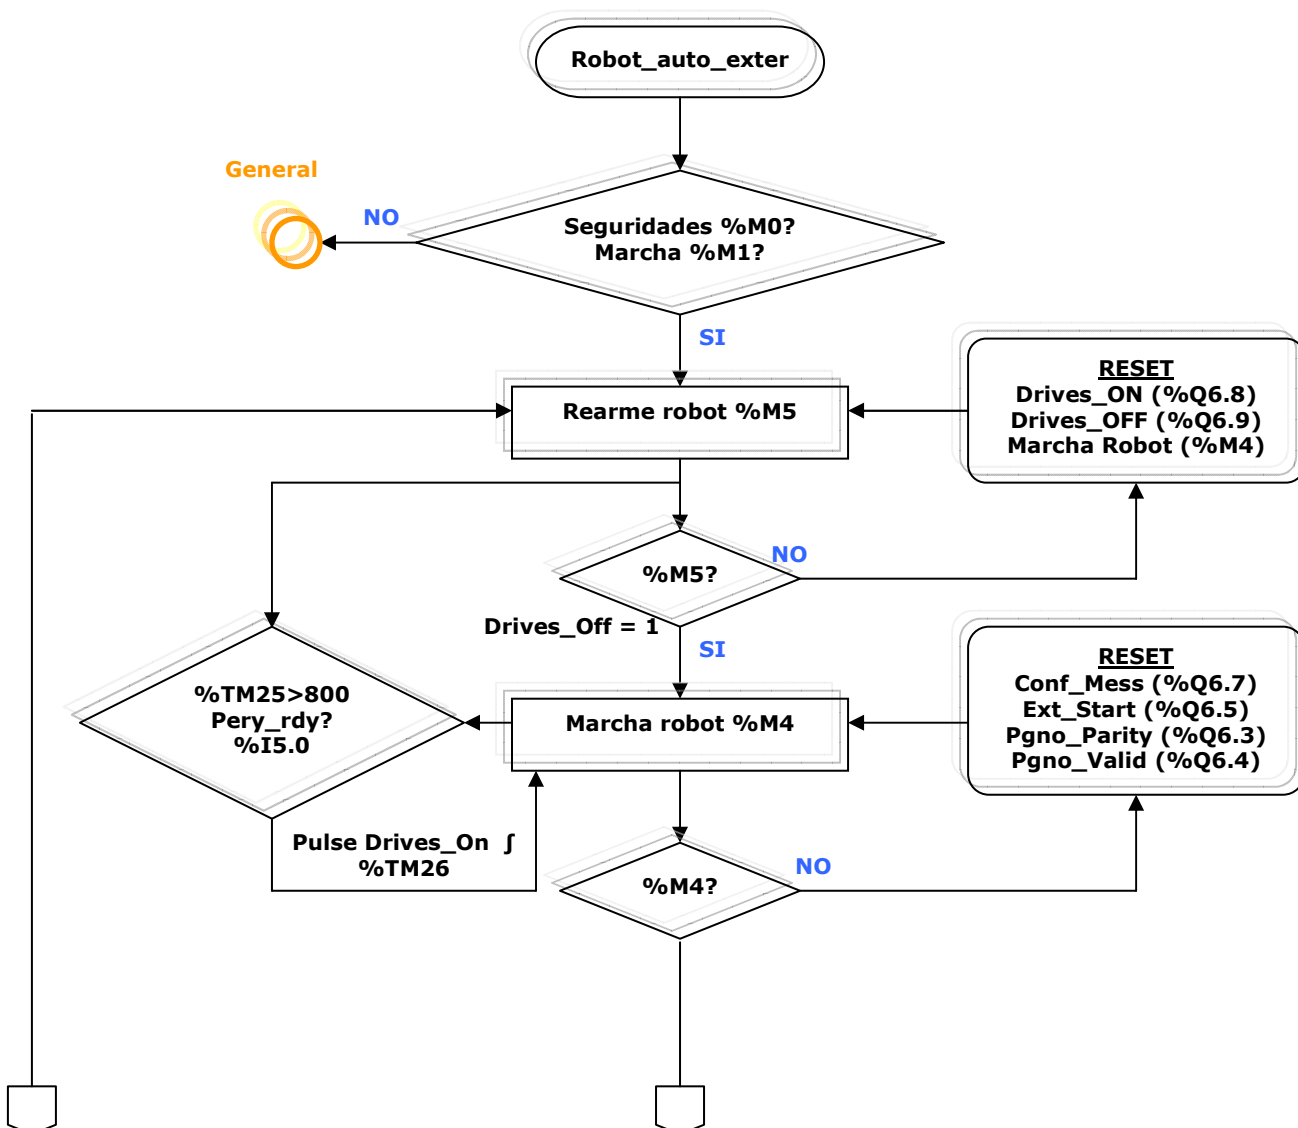 Robot_auto_exter
General
NO
Seguridades %M0?
Marcha %M1?
SI
RESET
Drives_ON (%Q6.8)
Drives_OFF (%Q6.9)
Marcha Robot (%M4)
Rearme robot %M5
NO
%M5?
Drives_Off = 1
SI
RESET
Conf_Mess (%Q6.7)
Ext_Start (%Q6.5)
Pgno_Parity (%Q6.3)
Pgno_Valid (%Q6.4)
%TM25>800
Pery_rdy?
%I5.0
Marcha robot %M4
Pulse Drives_On ʃ
%TM26
NO
%M4?